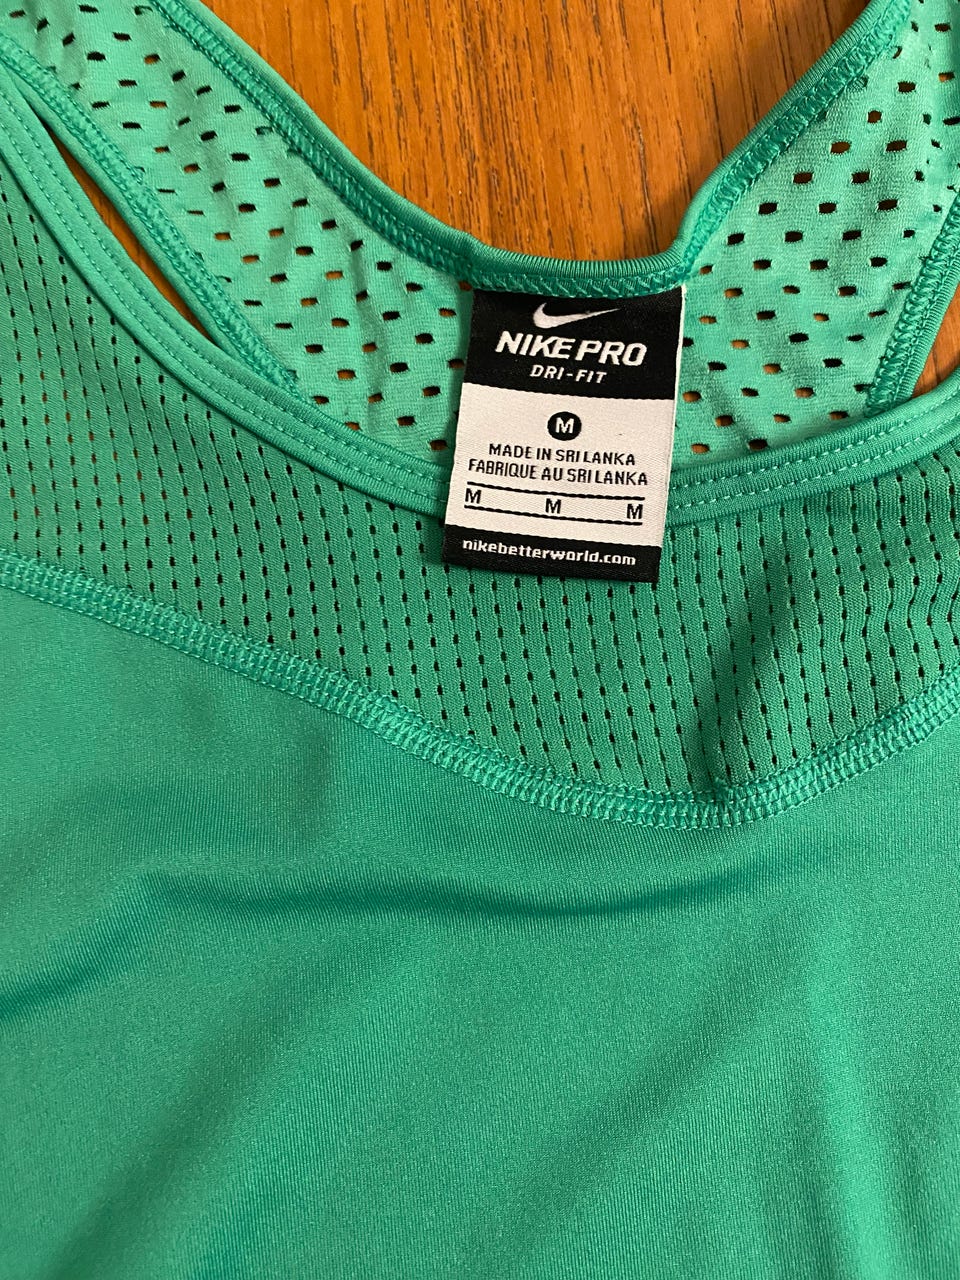 NIKE PRO
DRI-FIT
M
MADE IN SRI LANKA
FABRIQUE AU SRI LANKA
M M M
nikebetterworld.com